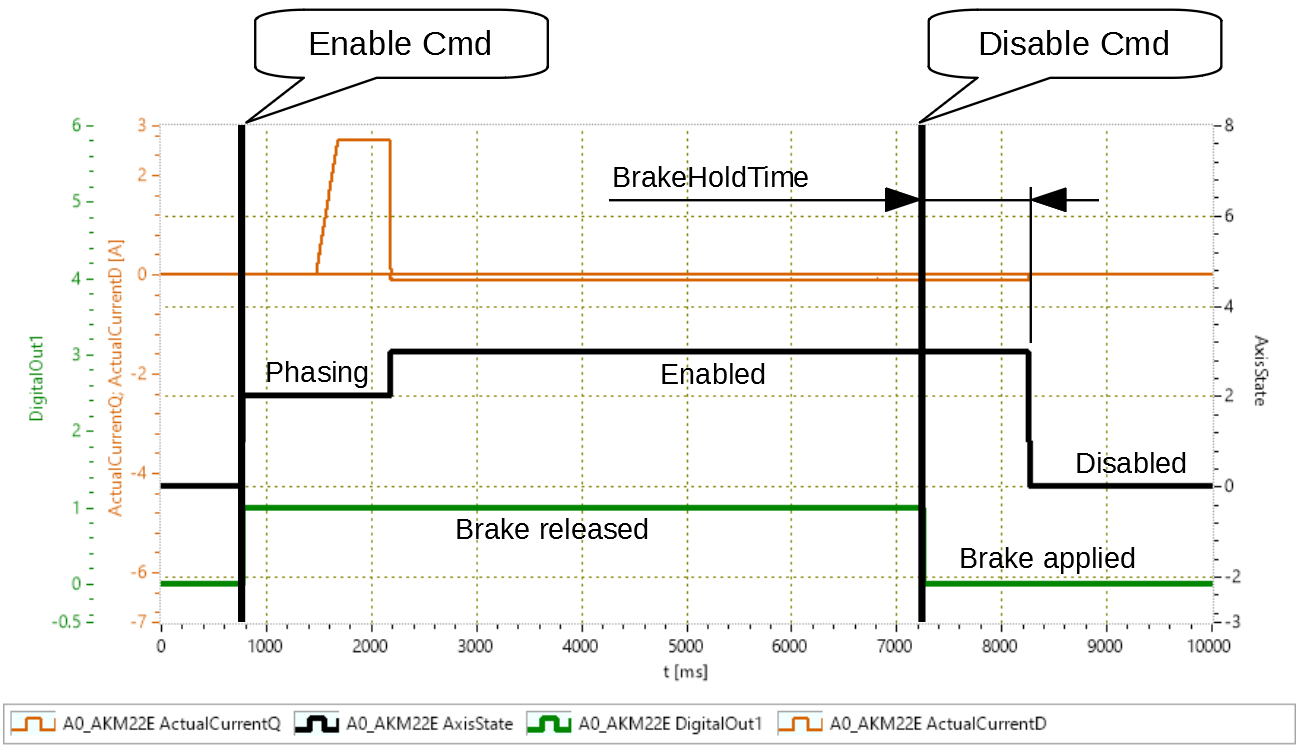 Enable Cmd
Disable Cmd
6
5
4
3
2
1
0
-0.5
DigitalOut1
3
2
0
-2
-4
-6
-7
ActualCurrentQ; ActualCurrentD [A]
BrakeHoldTime
Phasing
Enabled
Disabled
Brake released
Brake applied
8
6
4
2
0
-2
-3
AxisState
0 1000 2000 3000 4000 5000 6000 7000 8000 9000 10000
t [ms]
A0_AKM22E ActualCurrentQ A0_AKM22E AxisState A0_AKM22E DigitalOut1 A0_AKM22E ActualCurrentD